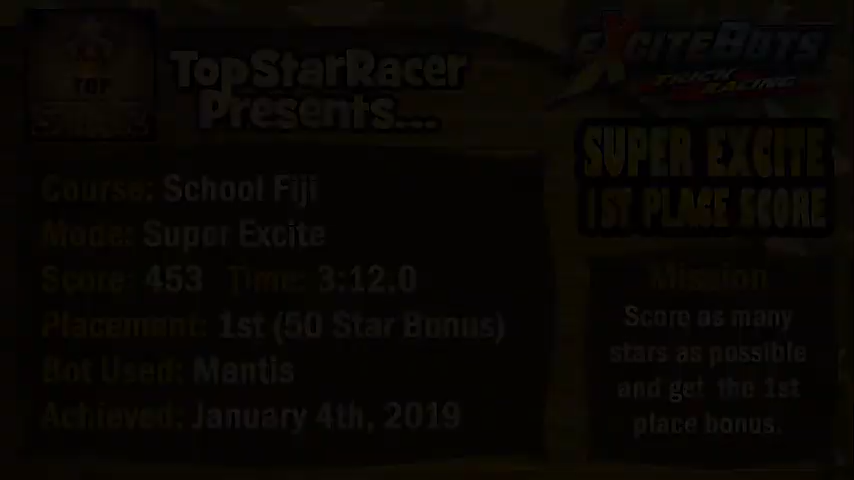 TOP
STARS
TopStarRacer
Presents...
EXCITEBOTS
TRICK
RACING
SUPER EXCITE
1ST PLACE SCORE
Course: School Fiji
Mode: Super Excite
Score: 453 Time: 3:12.0
Placement: 1st (50 Star Bonus)
Bot Used: Mantis
Achieved: January 4th, 2019
Mission
Score as many
stars as possible
and get the 1st
place bonus.